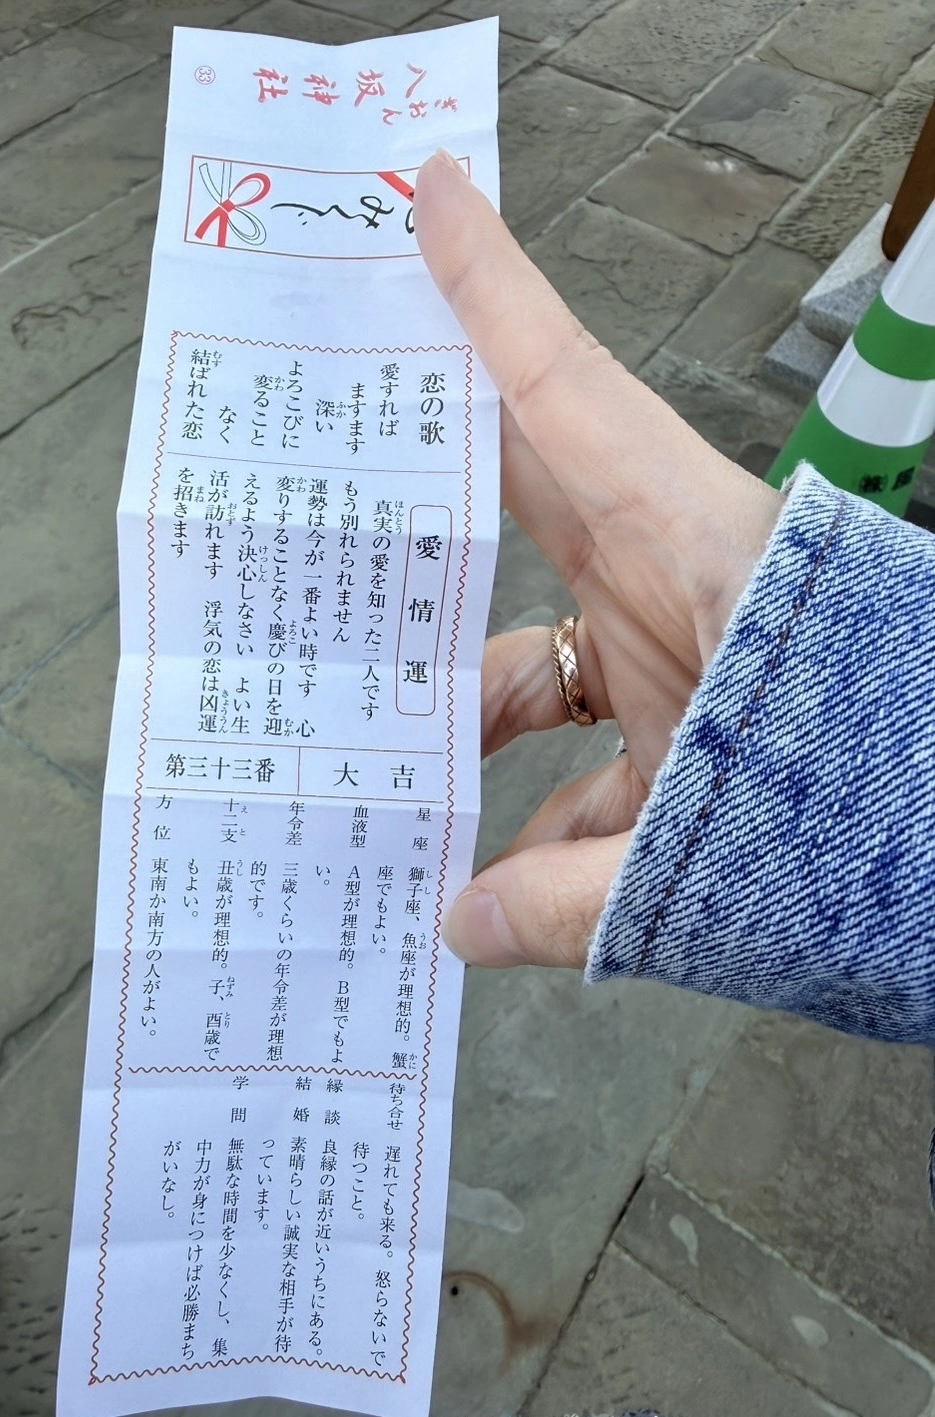 ぎおん
八坂神社
㉝
みくじ
恋の歌
愛すれば
ますます
深い
よろこびに
変ること
なく
結ばれた恋
愛情運
真実の愛を知った二人です
もう別れられません
運勢は今が一番よい時です 心
変りすることなく慶びの日を迎
えるよう決心しなさい よい生
活が訪れます 浮気の恋は凶運
を招きます
大吉
第三十三番
星座 獅子座、魚座が理想的。蟹
座でもよい。
血液型 A型が理想的。B型でもよ
い。
年令差 三歳くらいの年令差が理想
的です。
十二支 丑歳が理想的。子、酉歳で
もよい。
方位 東南か南方の人がよい。
待ち合せ 遅れても来る。怒らないで
待つこと。
縁談 良縁の話が近いうちにある。
結婚 素晴らしい誠実な相手が待
っています。
学問 無駄な時間を少なくし、集
中力が身につけば必勝まち
がいなし。
㈱